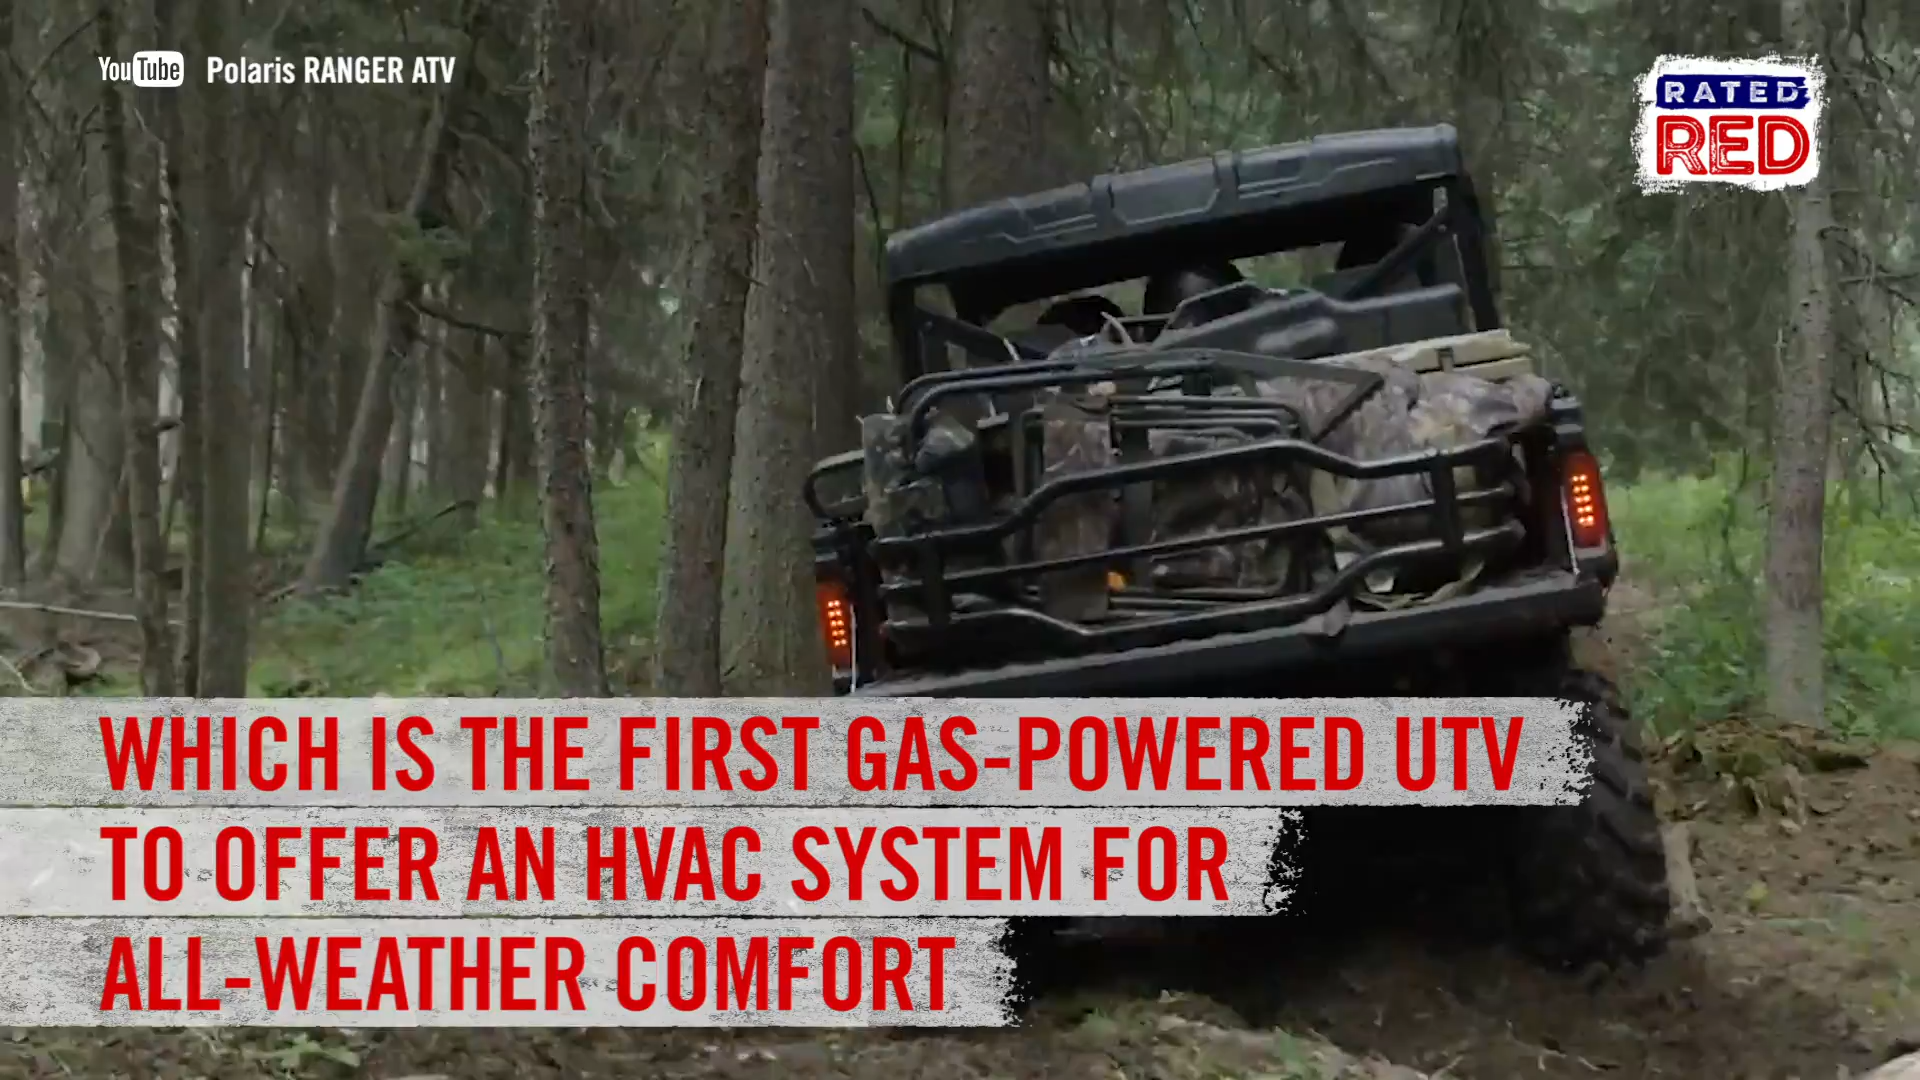 YouTube Polaris RANGER ATV
RATED
RED
WHICH IS THE FIRST GAS-POWERED UTV
TO OFFER AN HVAC SYSTEM FOR
ALL-WEATHER COMFORT